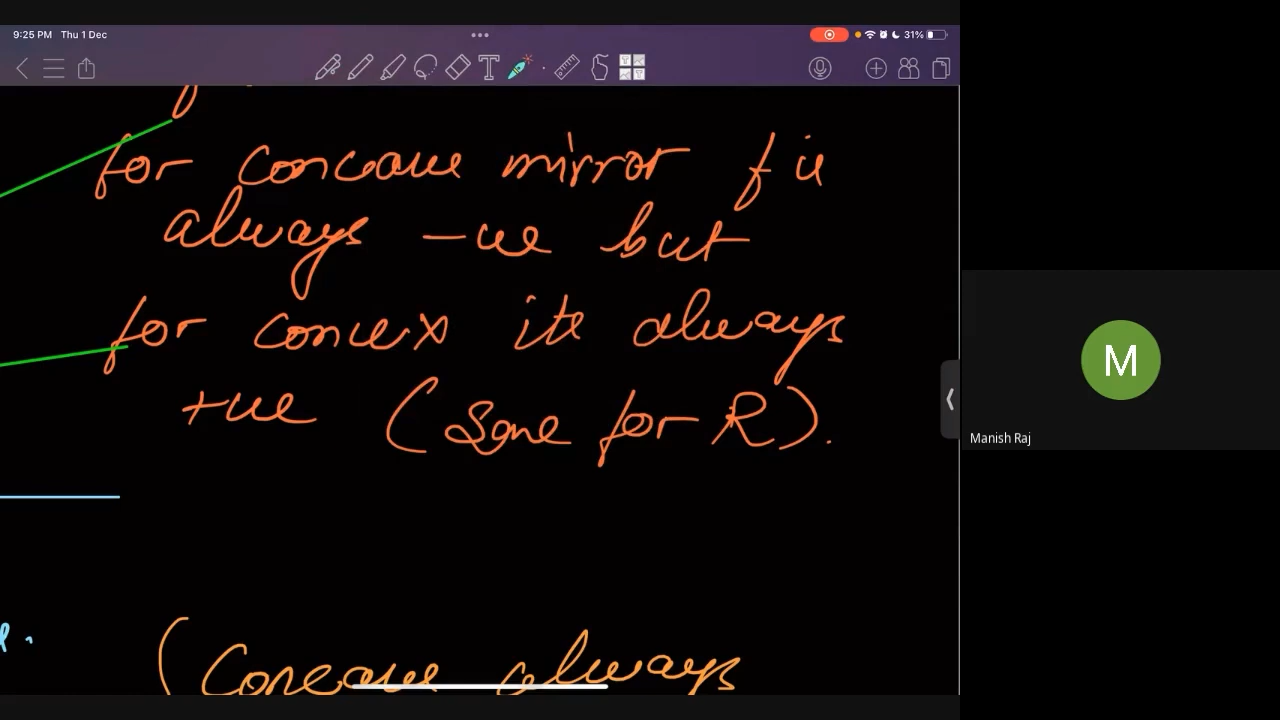 9:25 PM Thu 1 Dec
31%
for concave mirror f is
always -ve but
for convex its always
+ve (Same for R).
(Concave always
M
Manish Raj